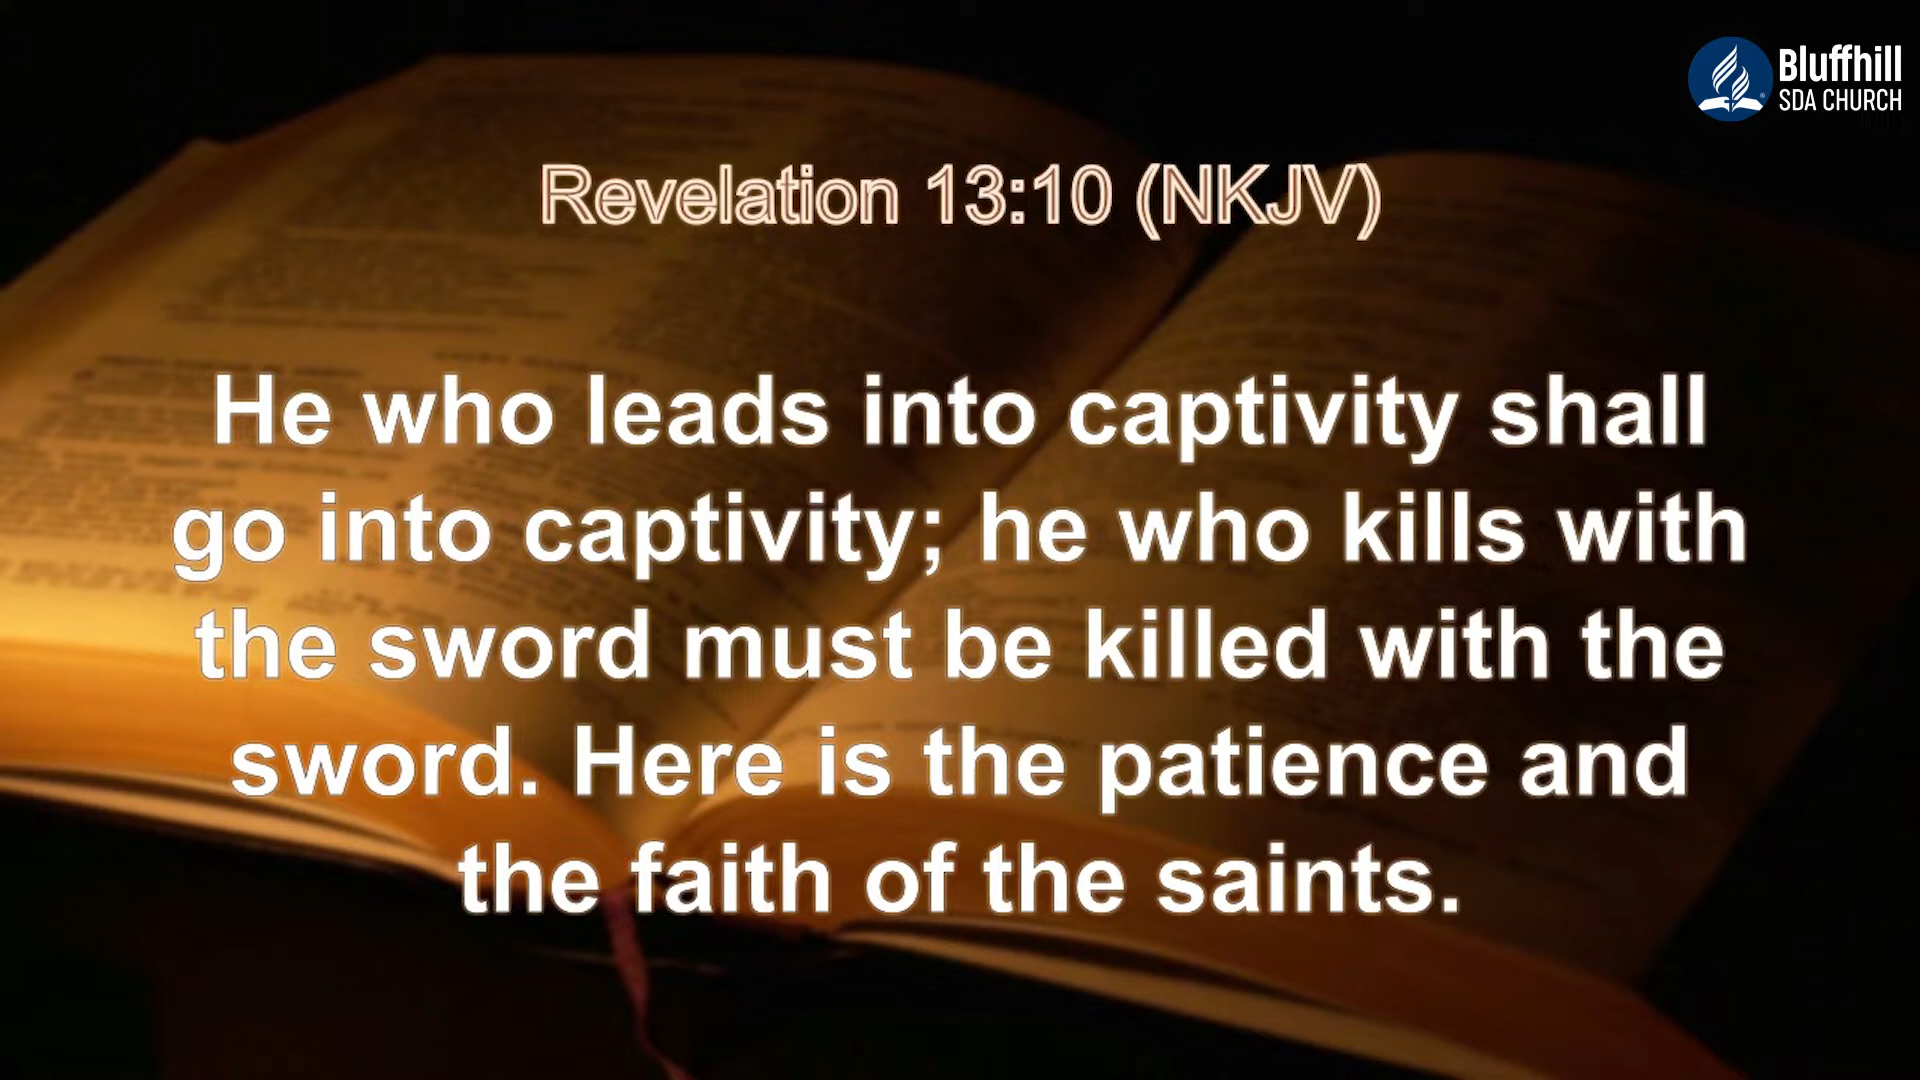 Bluffhill
SDA CHURCH
Revelation 13:10 (NKJV)
He who leads into captivity shall
go into captivity; he who kills with
the sword must be killed with the
sword. Here is the patience and
the faith of the saints.